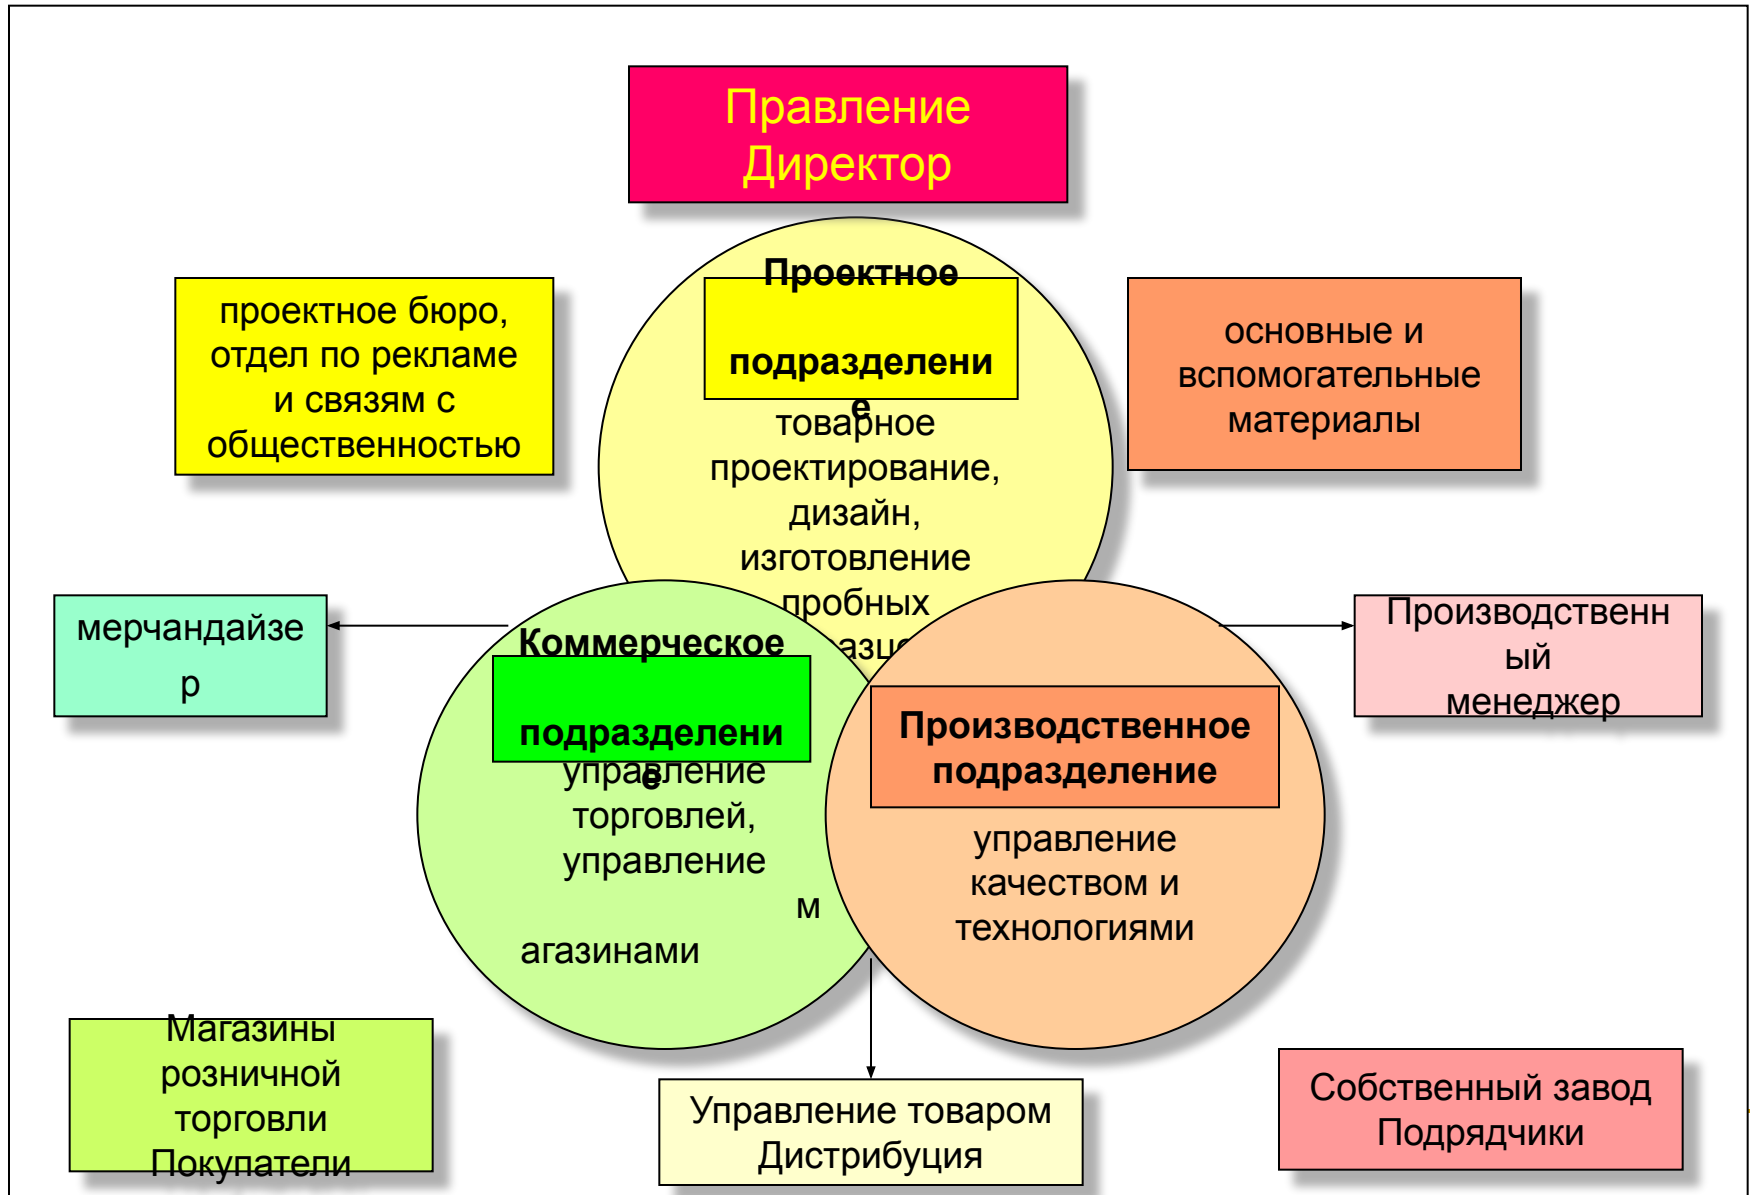 Правление
Директор
проектное бюро,
отдел по рекламе
и связям с
общественностью
Проектное
подразделени
е
товарное
проектирование,
дизайн,
изготовление
пробных
основные и
вспомогательные
материалы
мерчандайзе
р
Коммерческое
подразделени
е
управление
торговлей,
управление
м
агазинами
Производственное
подразделение
управление
качеством и
технологиями
Производственн
ый
менеджер
Магазины
розничной
торговли
Покупатели
Управление товаром
Дистрибуция
Собственный завод
Подрядчики